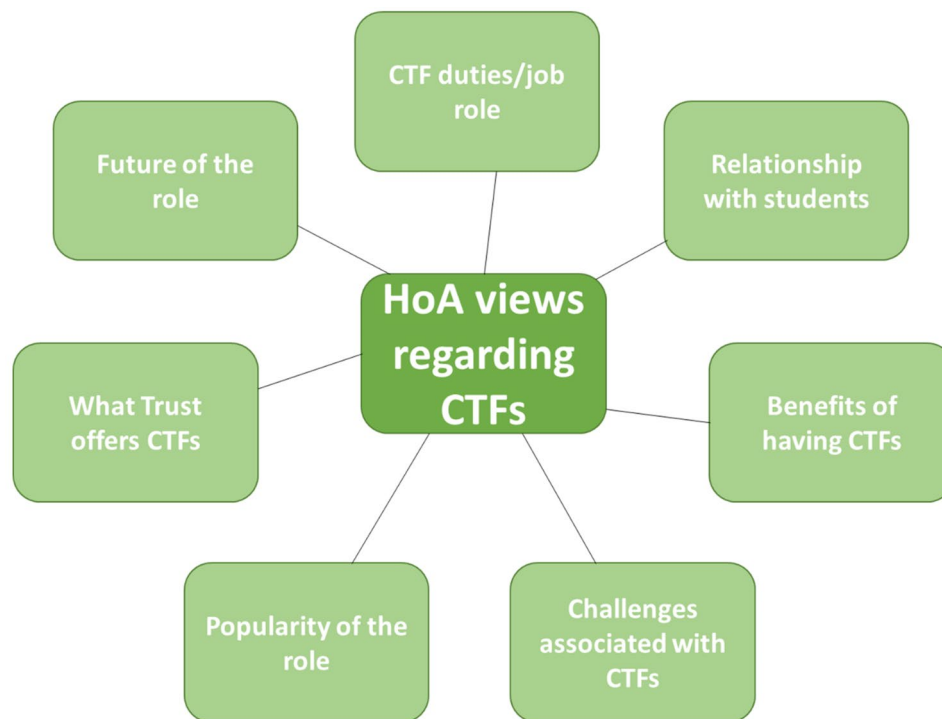 CTF duties/job
role
Future of the
role
Relationship
with students
HoA views
regarding
CTFs
What Trust
offers CTFs
Benefits of
having CTFs
Popularity of the
role
Challenges
associated with
CTFs